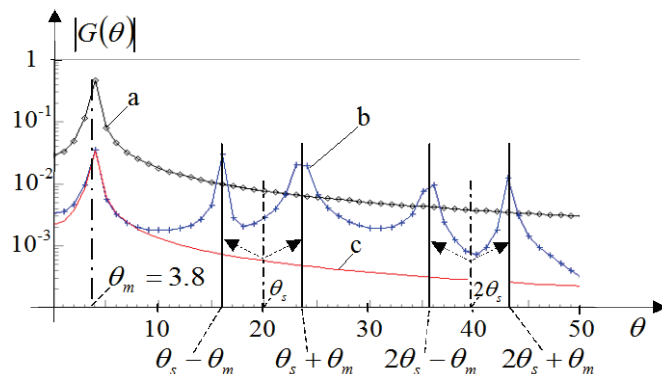 |G(θ)|
1
10⁻¹
10⁻²
10⁻³
a
b
c
θₘ = 3.8
θₛ
2θₛ
10 20 30 40 50 θ
θₛ − θₘ θₛ + θₘ 2θₛ − θₘ 2θₛ + θₘ